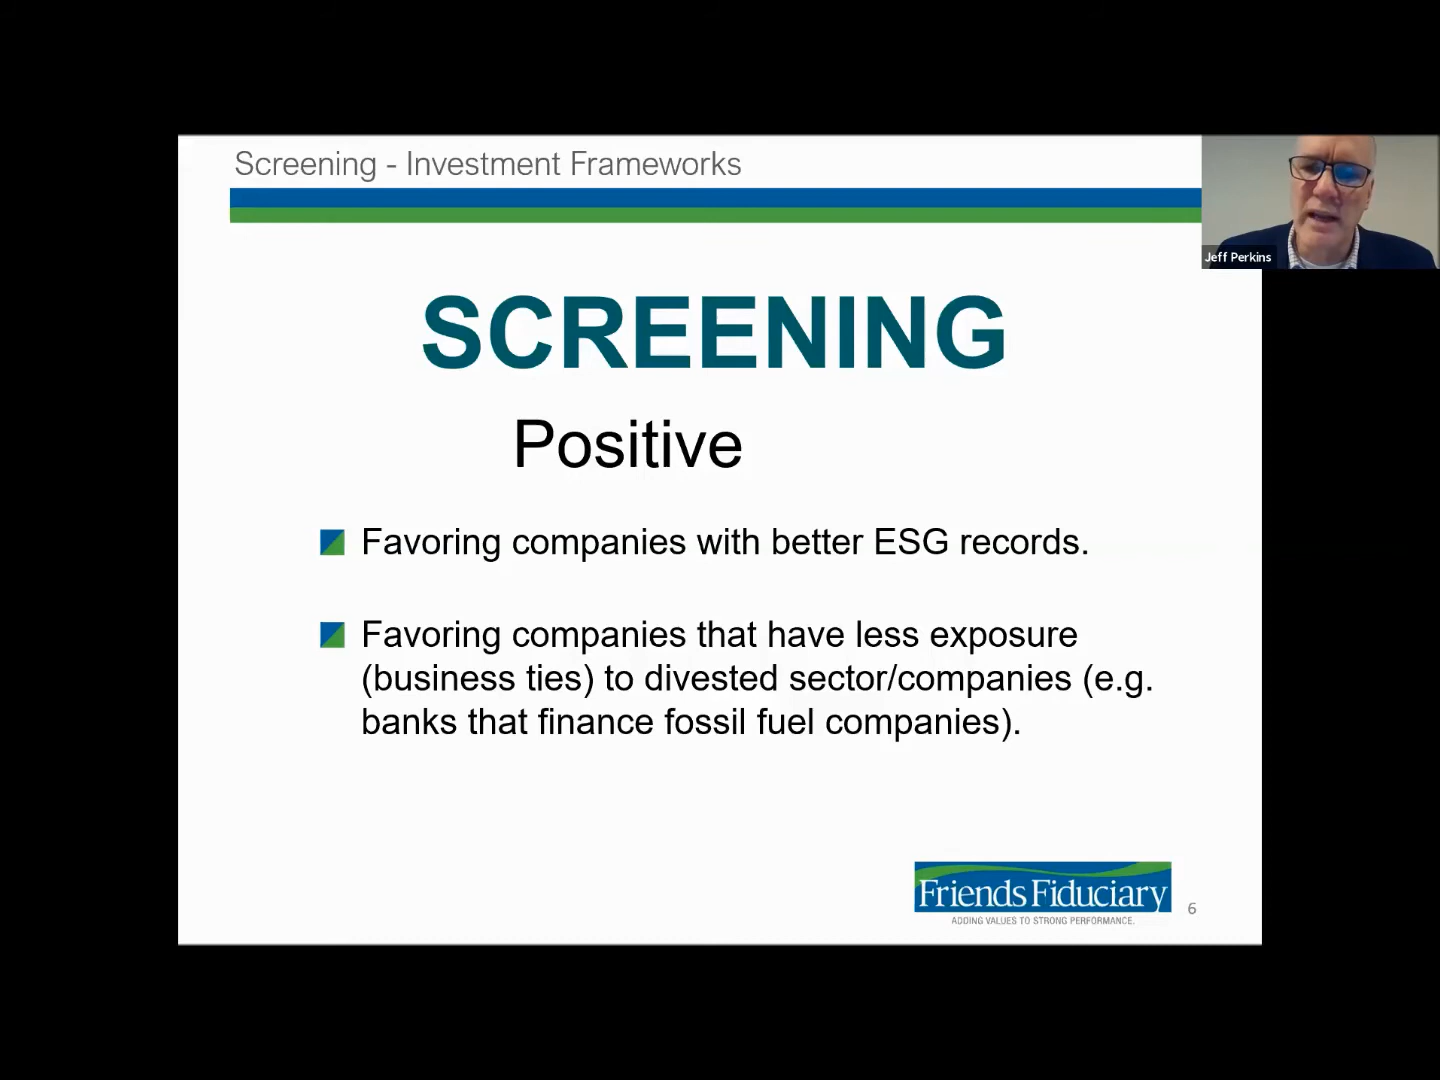 Screening - Investment Frameworks
Jeff Perkins
SCREENING
Positive
Favoring companies with better ESG records.
Favoring companies that have less exposure
(business ties) to divested sector/companies (e.g.
banks that finance fossil fuel companies).
Friends Fiduciary
ADDING VALUES TO STRONG PERFORMANCE.
6